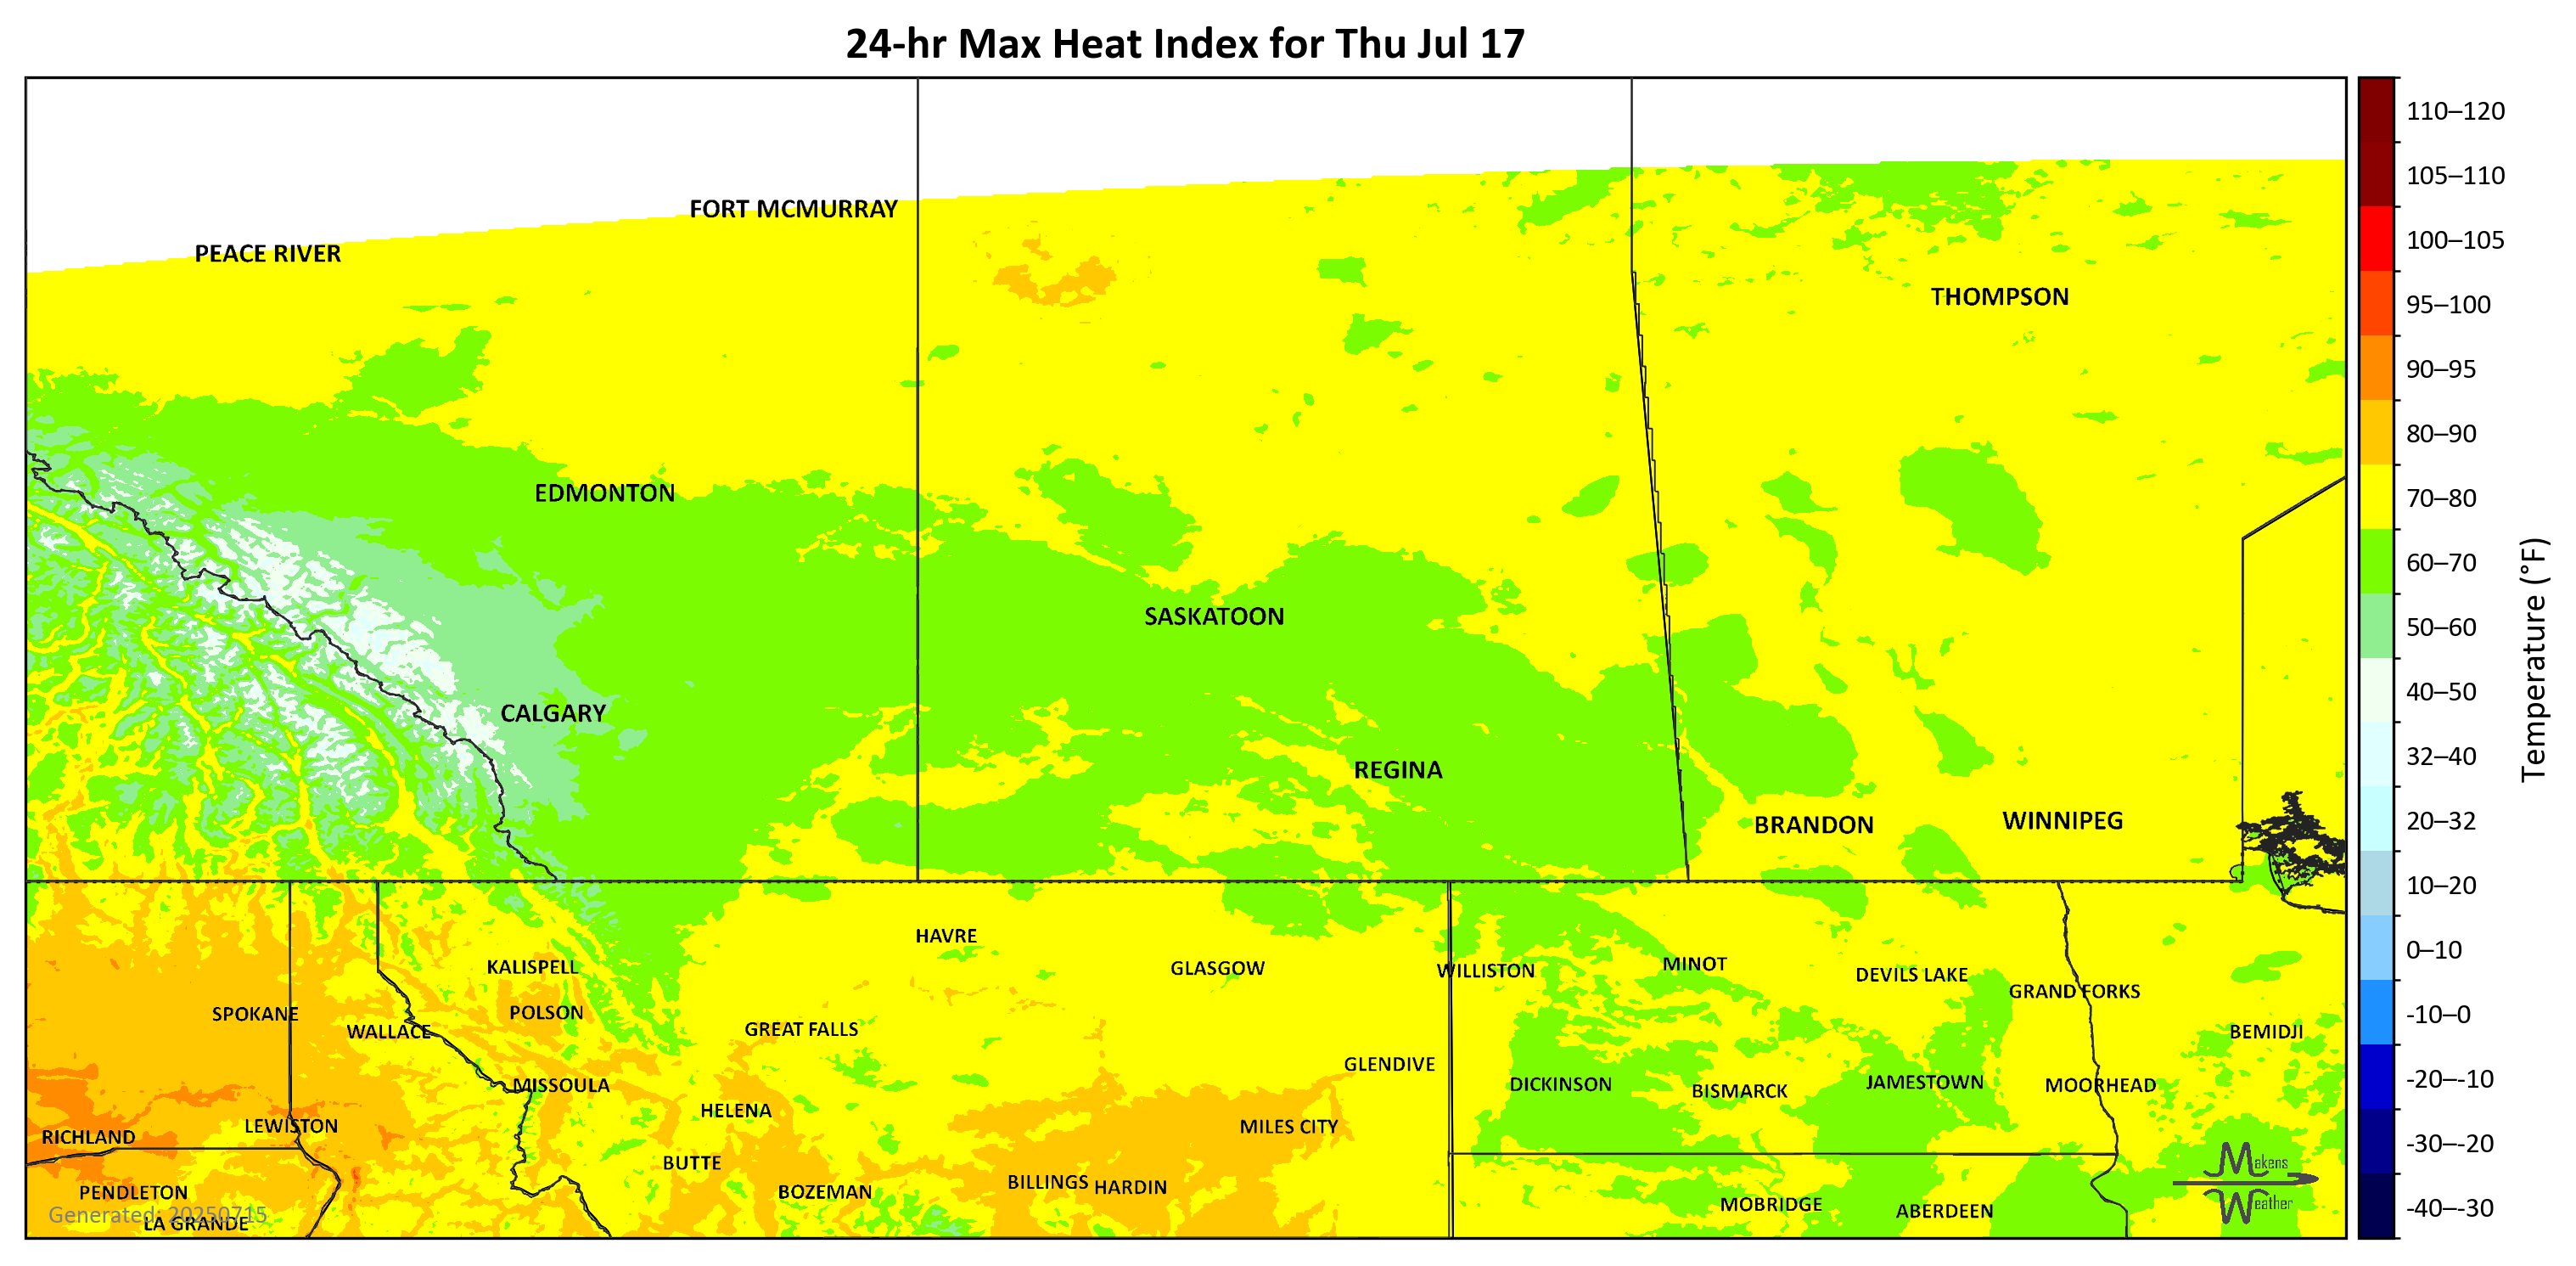 24-hr Max Heat Index for Thu Jul 17
FORT MCMURRAY
PEACE RIVER
THOMPSON
EDMONTON
SASKATOON
CALGARY
REGINA
BRANDON
WINNIPEG
HAVRE
KALISPELL
GLASGOW
WILLISTON
MINOT
DEVILS LAKE
GRAND FORKS
SPOKANE
POLSON
WALLACE
GREAT FALLS
BEMIDJI
GLENDIVE
MISSOULA
DICKINSON
BISMARCK
JAMESTOWN
MOORHEAD
HELENA
LEWISTON
RICHLAND
MILES CITY
BUTTE
BOZEMAN
BILLINGS
HARDIN
PENDLETON
MOBRIDGE
ABERDEEN
Generated: 20250715
LA GRANDE
Makens
Weather
110–120
105–110
100–105
95–100
90–95
80–90
70–80
60–70
50–60
40–50
32–40
20–32
10–20
0–10
-10–0
-20–-10
-30–-20
-40–-30
Temperature (°F)